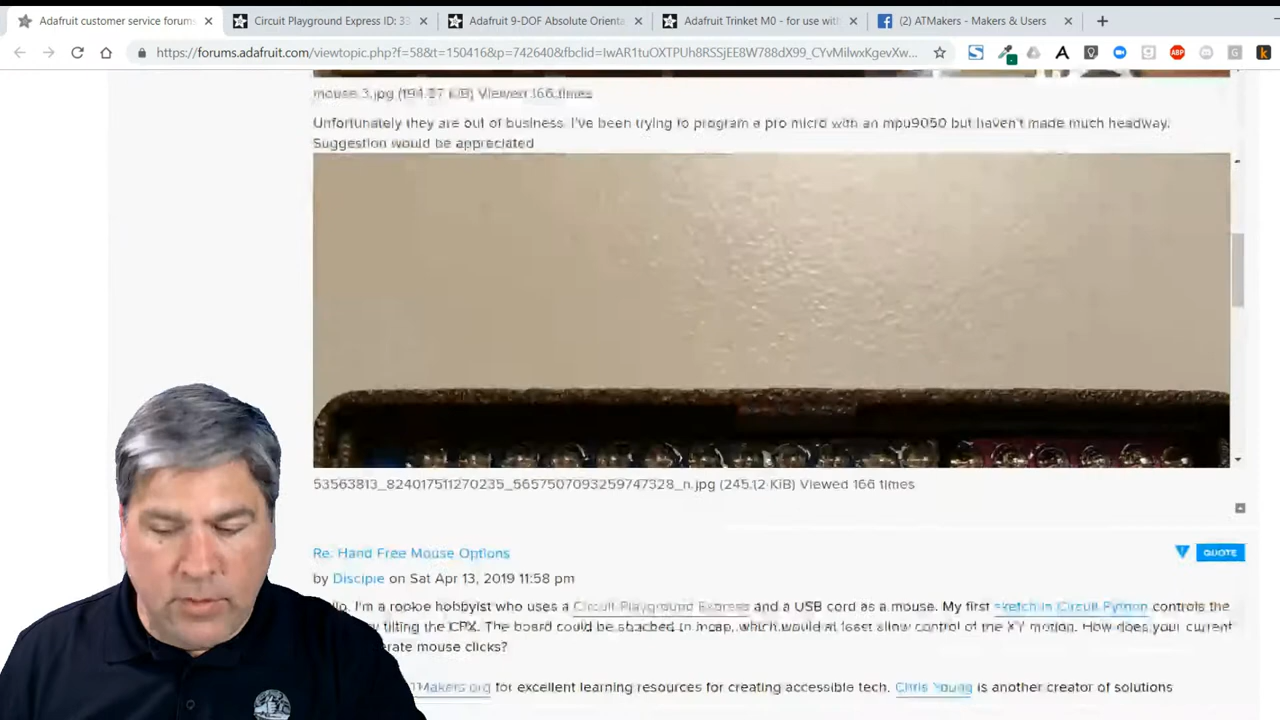 Adafruit customer service forums
Circuit Playground Express ID: 33
Adafruit 9-DOF Absolute Orienta
Adafruit Trinket M0 - for use with
(2) ATMakers - Makers & Users
https://forums.adafruit.com/viewtopic.php?f=58&t=150416&p=742640&fbclid=IwAR1tuOXTPUh8RSSjEE8W788dX99_CYvMilwxKgevXw...
mouse 3.jpg (194.27 KiB) Viewed 166 times
Unfortunately they are out of business. I've been trying to program a pro micro with an mpu9050 but haven't made much headway.
Suggestion would be appreciated
53563813_824017511270235_5657507093259747328_n.jpg (245.12 KiB) Viewed 166 times
Re: Hand Free Mouse Options
QUOTE
by Disciple on Sat Apr 13, 2019 11:58 pm
I'm a rookie hobbyist who uses a Circuit Playground Express and a USB cord as a mouse. My first sketch in Circuit Python controls the
tilting the CPX. The board could be attached to a cap, which would at least allow control of the XY motion. How does your current
erate mouse clicks?
TMakers.org for excellent learning resources for creating accessible tech. Chris Young is another creator of solutions